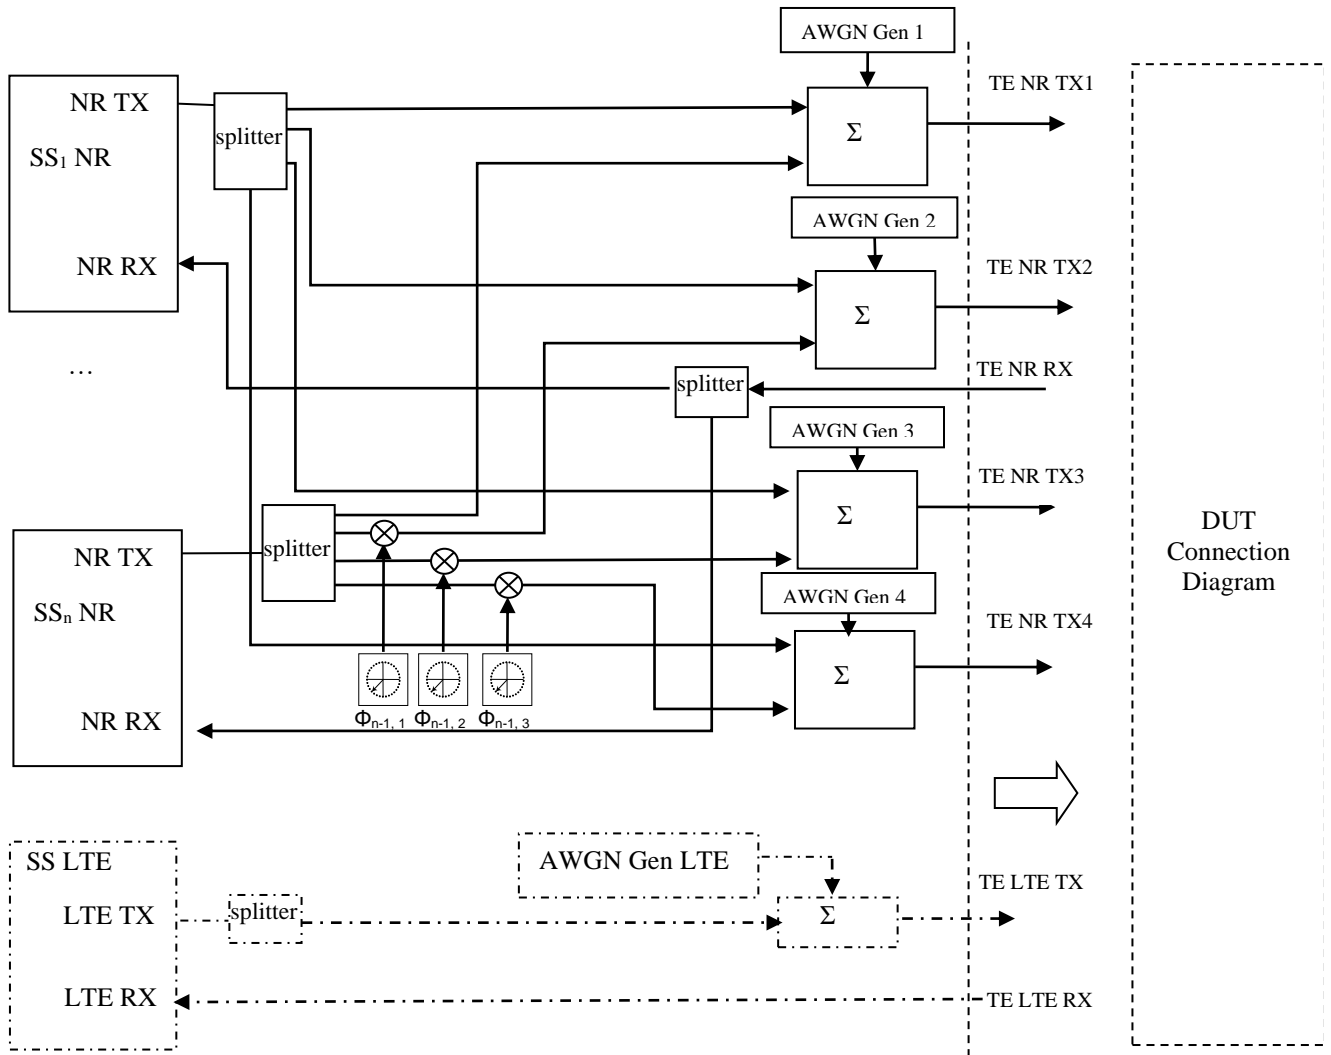 AWGN Gen 1
NR TX
splitter
SS₁ NR
NR RX
Σ
TE NR TX1
AWGN Gen 2
Σ
TE NR TX2
…
splitter
TE NR RX
AWGN Gen 3
Σ
TE NR TX3
DUT
Connection
Diagram
NR TX
splitter
SSₙ NR
NR RX
AWGN Gen 4
Σ
TE NR TX4
Φn-1, 1
Φn-1, 2
Φn-1, 3
SS LTE
LTE TX
splitter
AWGN Gen LTE
Σ
TE LTE TX
LTE RX
TE LTE RX